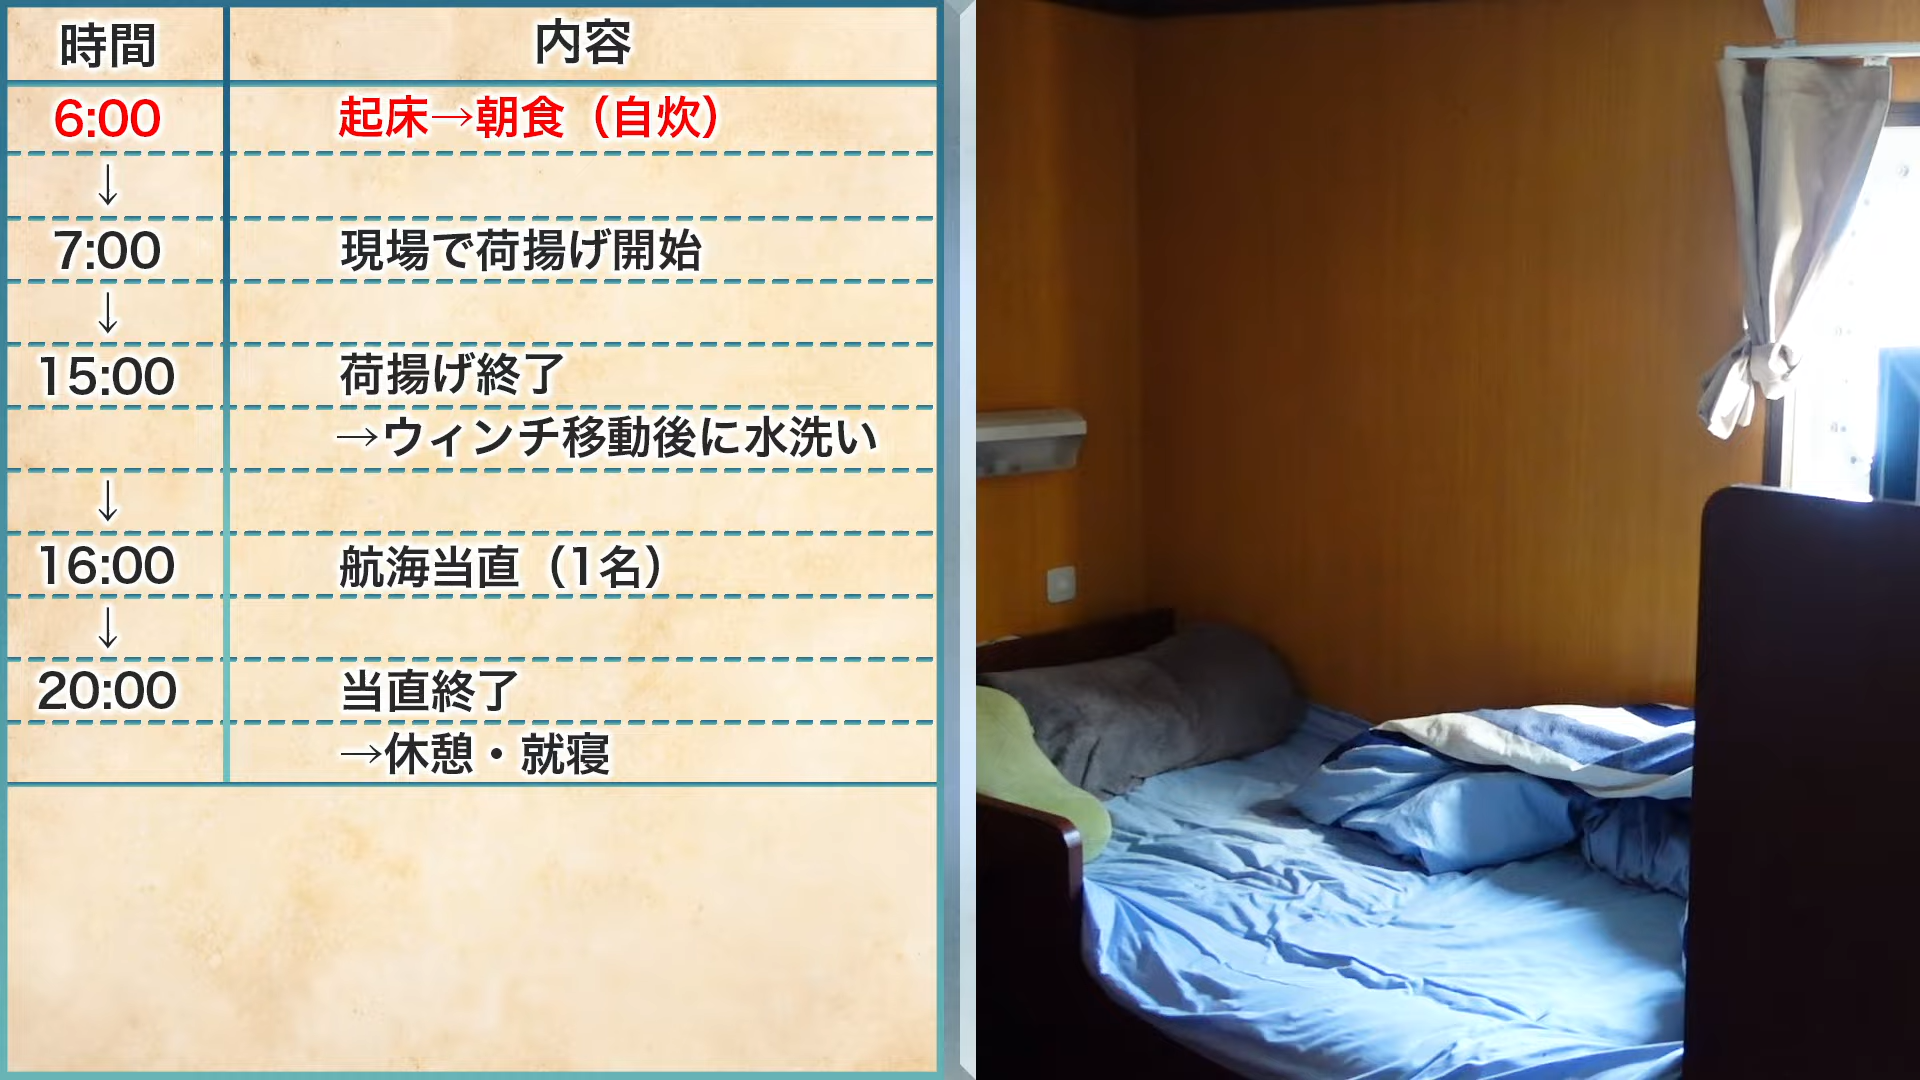 時間 内容
6:00 起床→朝食（自炊）
↓
7:00 現場で荷揚げ開始
↓
15:00 荷揚げ終了
→ウィンチ移動後に水洗い
↓
16:00 航海当直（1名）
↓
20:00 当直終了
→休憩・就寝